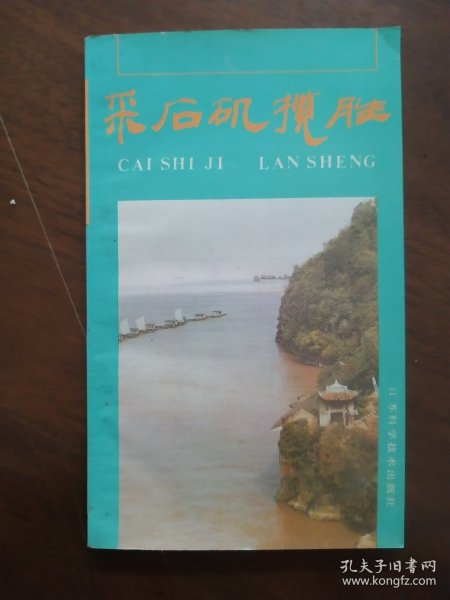 采石矶揽胜
CAI SHI JI LAN SHENG
江苏科学技术出版社
孔夫子旧书网
www.kongfz.com